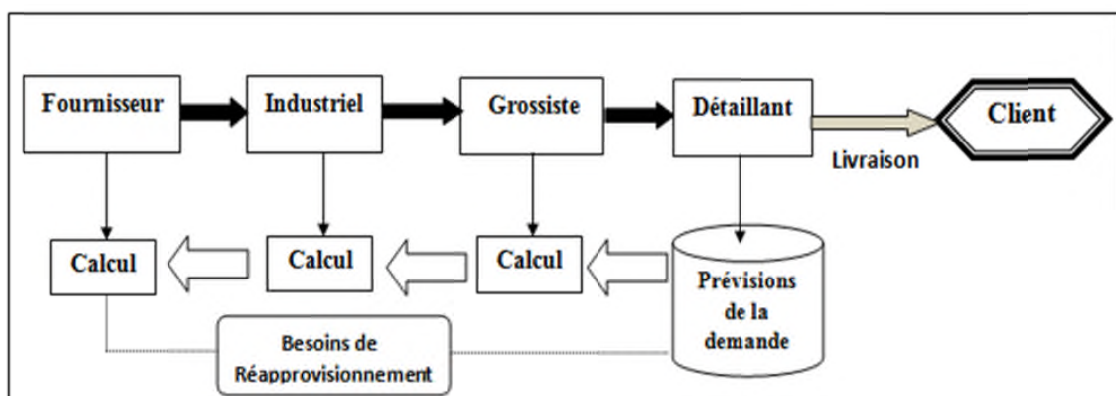 Fournisseur
Industriel
Grossiste
Détaillant
Client
Livraison
Calcul
Calcul
Calcul
Prévisions
de la
demande
Besoins de
Réapprovisionnement